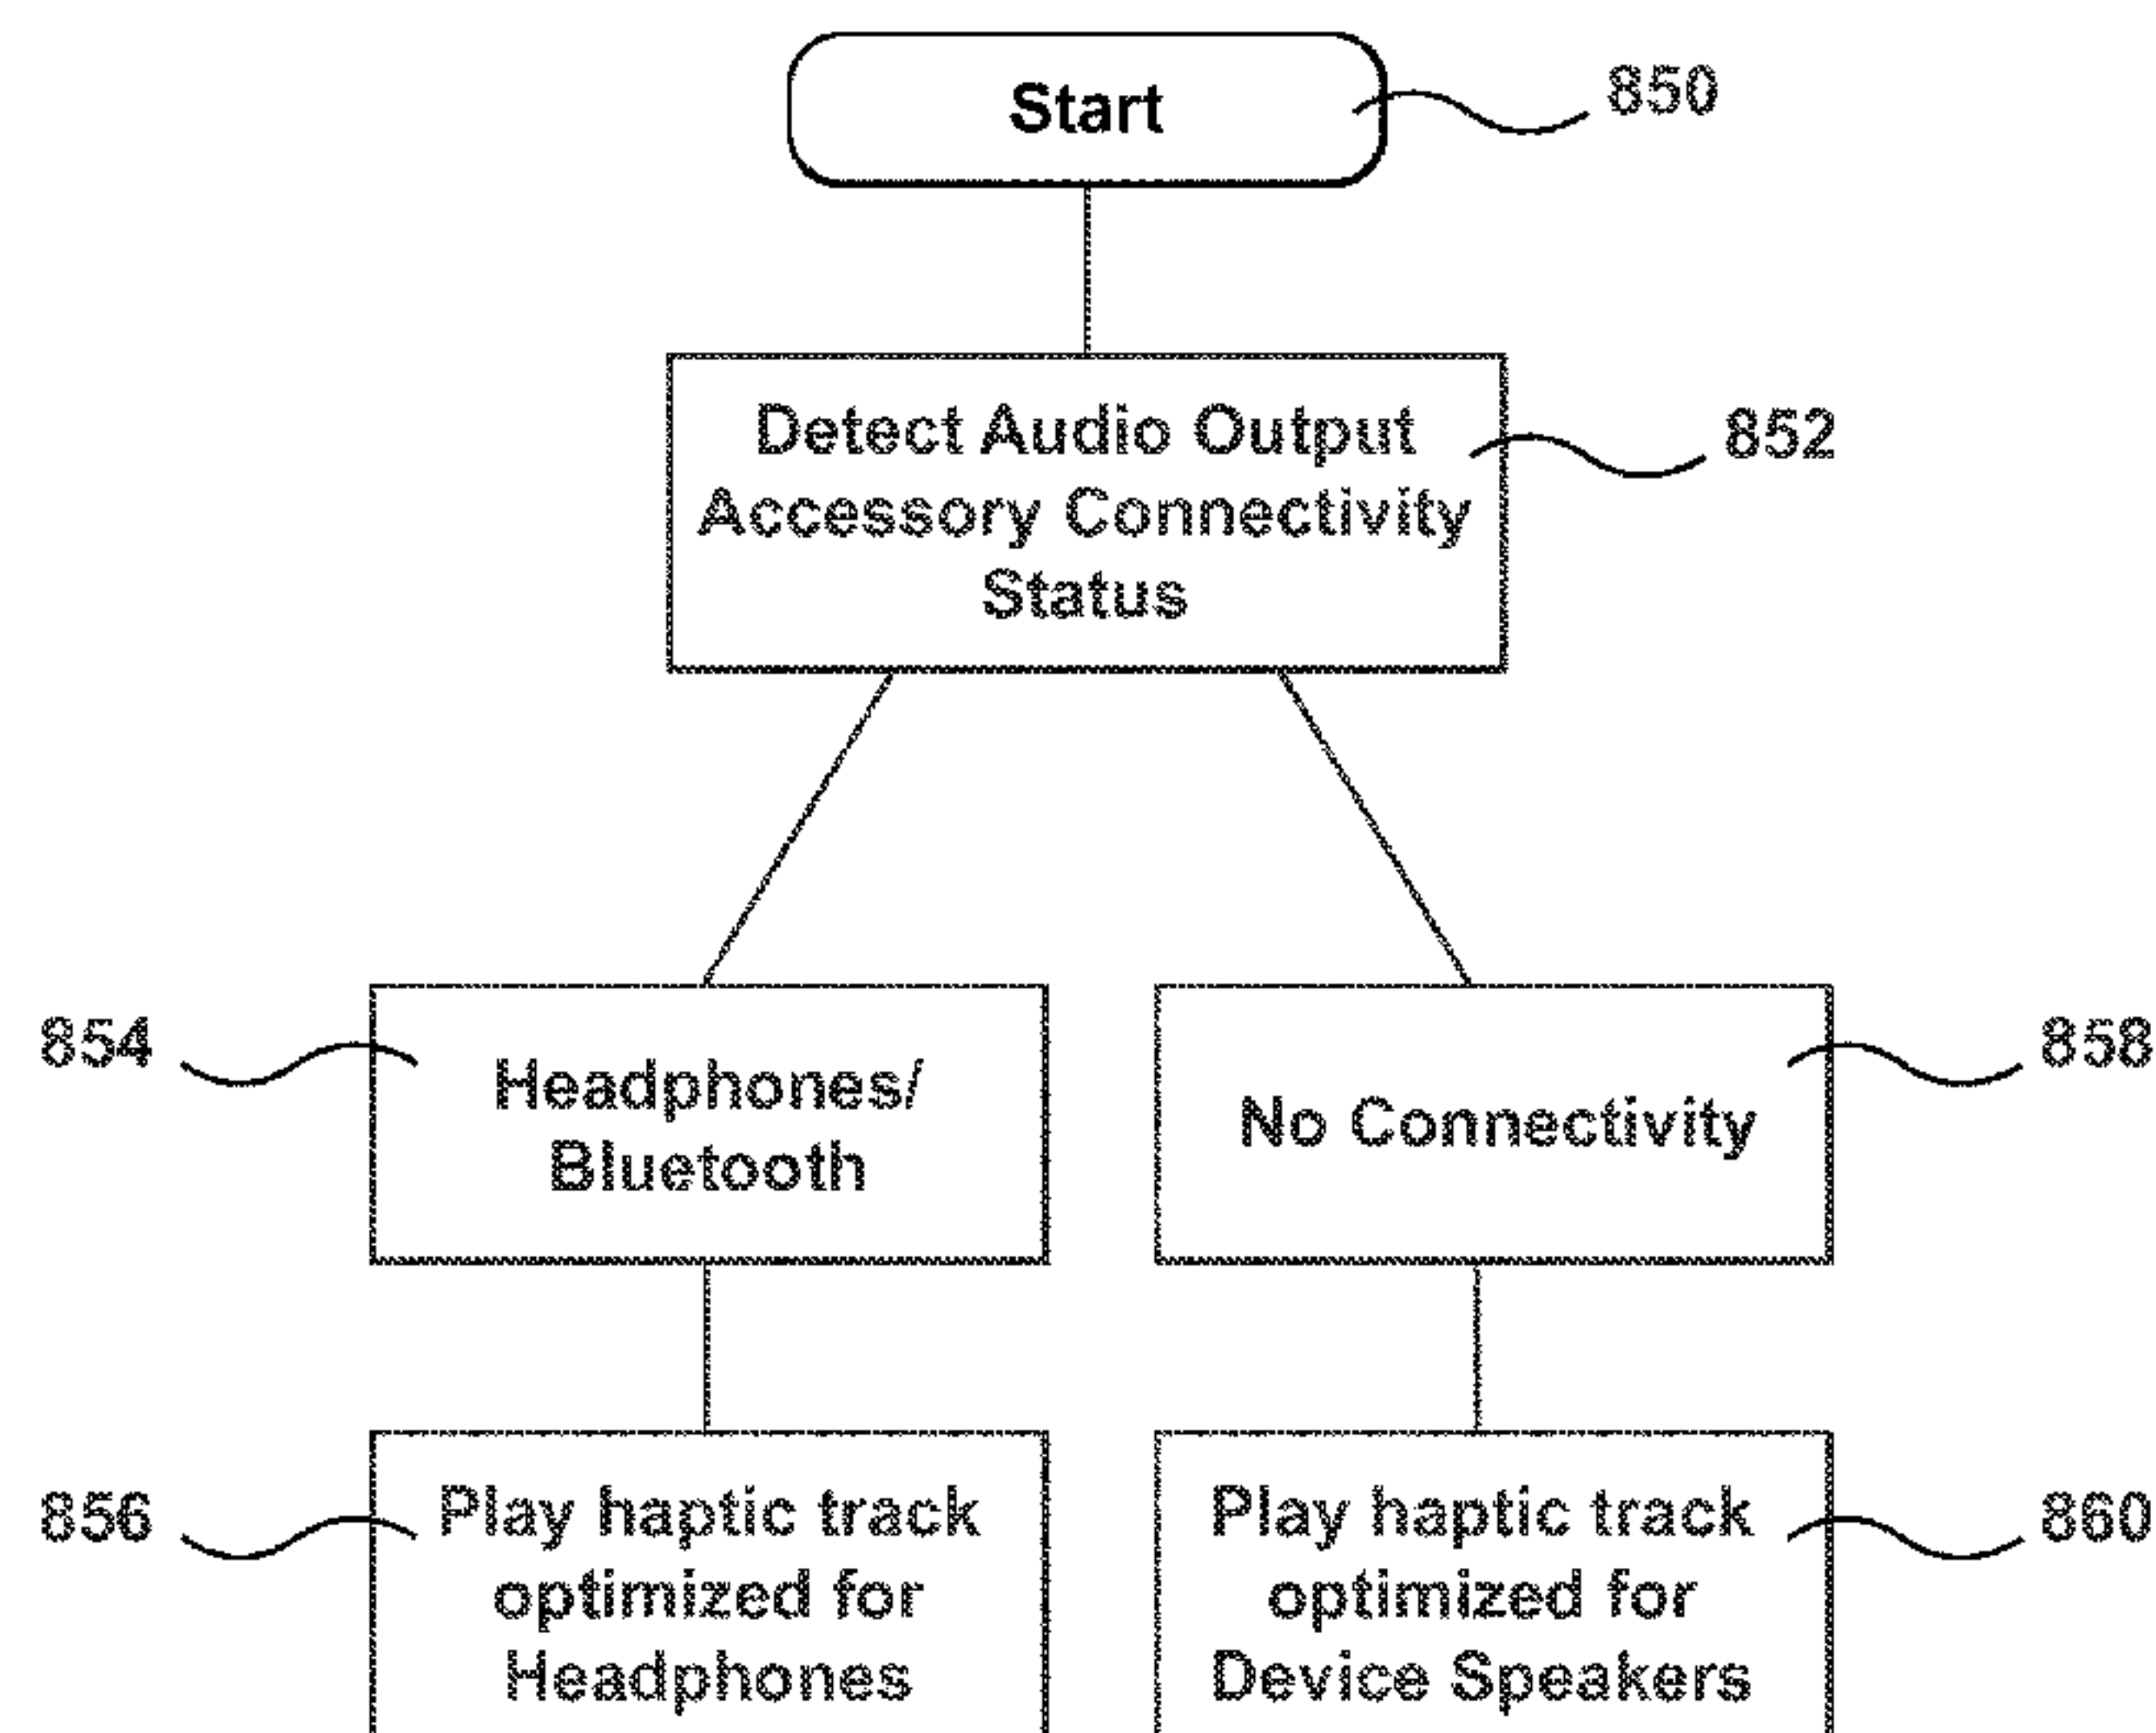 Start
850
Detect Audio Output
Accessory Connectivity
Status
852
854
Headphones/
Bluetooth
No Connectivity
858
856
Play haptic track
optimized for
Headphones
Play haptic track
optimized for
Device Speakers
860